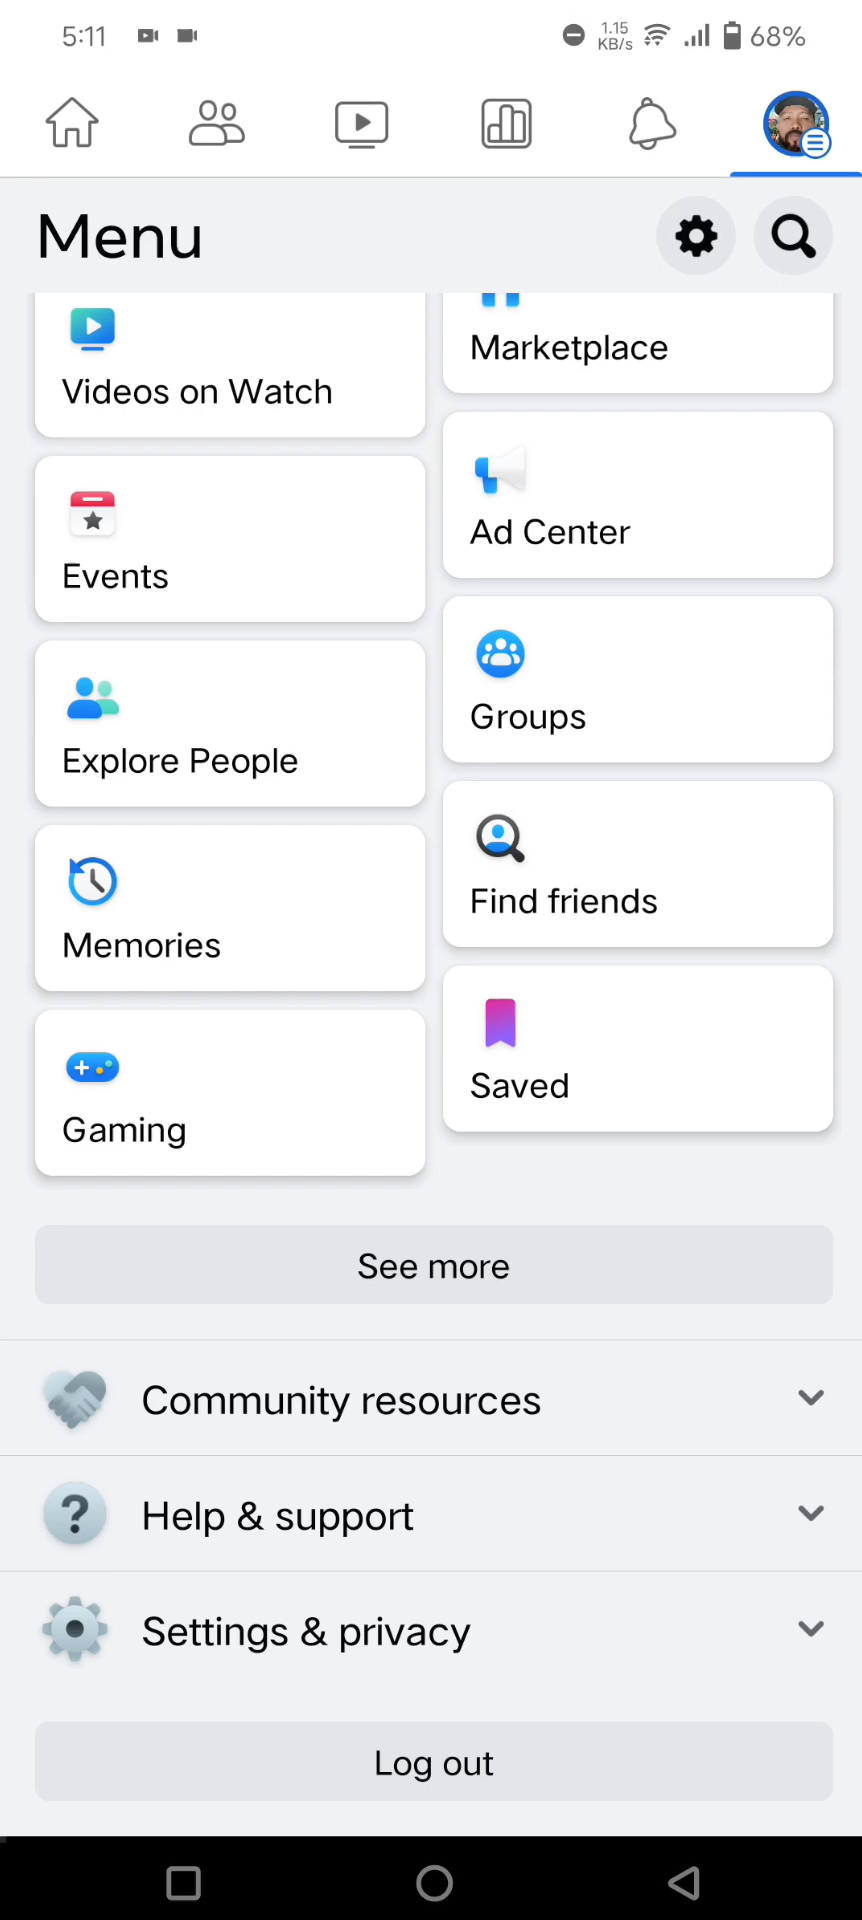 5:11
1.15
KB/s
68%
Menu
Videos on Watch
Marketplace
Events
Ad Center
Explore People
Groups
Memories
Find friends
Gaming
Saved
See more
Community resources
Help & support
Settings & privacy
Log out